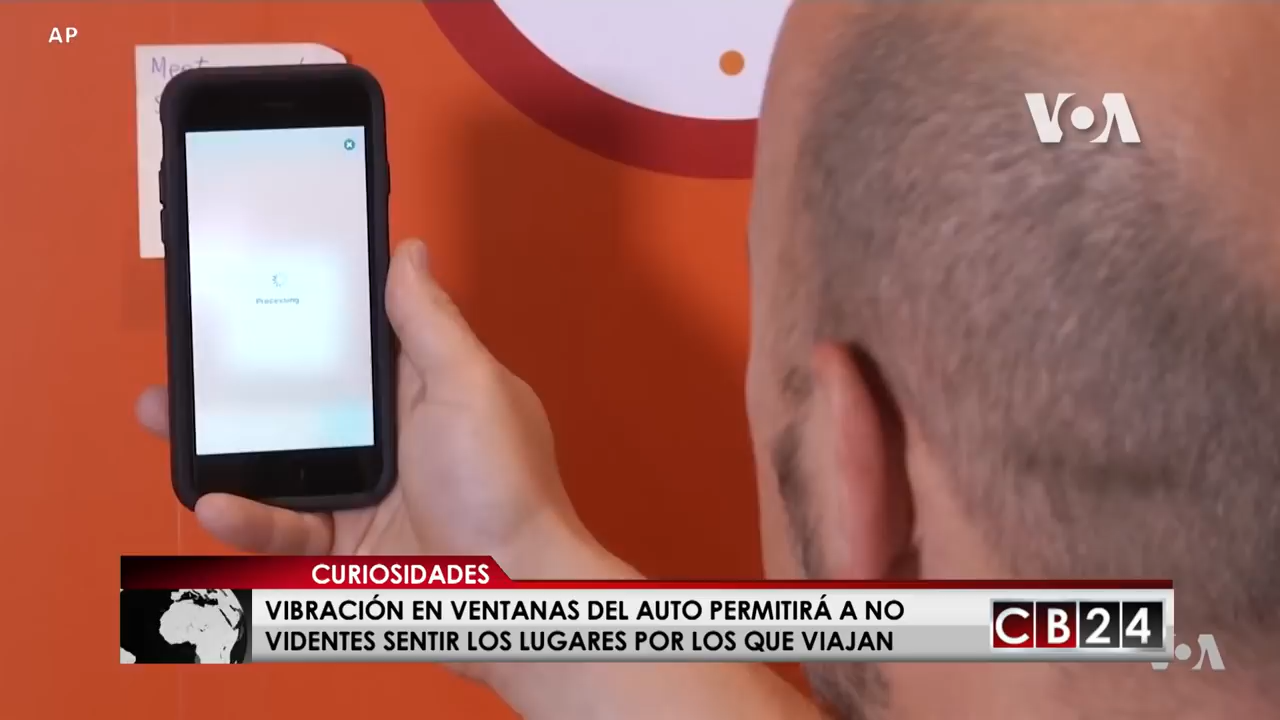 AP
VOA
Processing
CURIOSIDADES
VIBRACIÓN EN VENTANAS DEL AUTO PERMITIRÁ A NO
VIDENTES SENTIR LOS LUGARES POR LOS QUE VIAJAN
CB24
VOA